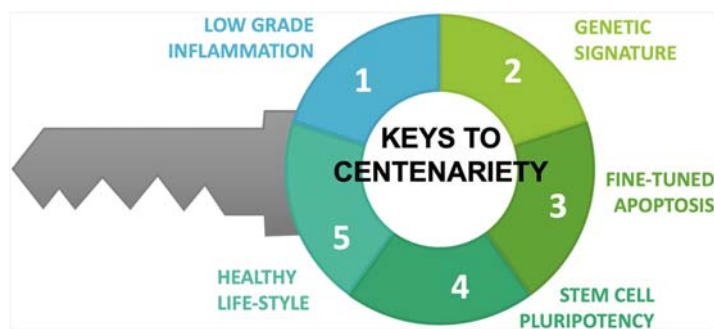 LOW GRADE
INFLAMMATION
1
2
GENETIC
SIGNATURE
KEYS TO
CENTENARIETY
3
FINE-TUNED
APOPTOSIS
5
HEALTHY
LIFE-STYLE
4
STEM CELL
PLURIPOTENCY